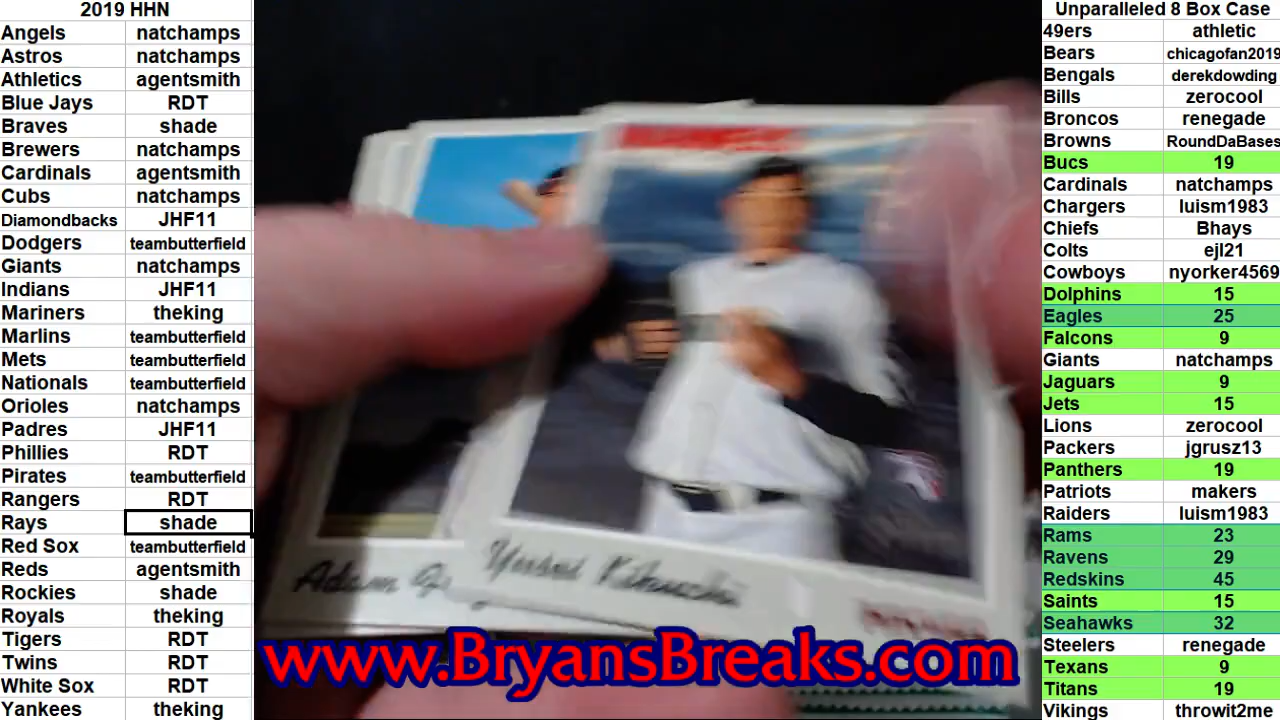 2019 HHN
Angels natchamps
Astros natchamps
Athletics agentsmith
Blue Jays RDT
Braves shade
Brewers natchamps
Cardinals agentsmith
Cubs natchamps
Diamondbacks JHF11
Dodgers teambutterfield
Giants natchamps
Indians JHF11
Mariners theking
Marlins teambutterfield
Mets teambutterfield
Nationals teambutterfield
Orioles natchamps
Padres JHF11
Phillies RDT
Pirates teambutterfield
Rangers RDT
Rays shade
Red Sox teambutterfield
Reds agentsmith
Rockies shade
Royals theking
Tigers RDT
Twins RDT
White Sox RDT
Yankees theking
Adam
Yusei Kikuchi
www.BryansBreaks.com
Unparalleled 8 Box Case
49ers athletic
Bears chicagofan2019
Bengals derekdowding
Bills zerocool
Broncos renegade
Browns RoundDaBases
Bucs 19
Cardinals natchamps
Chargers luism1983
Chiefs Bhays
Colts ejl21
Cowboys nyorker4569
Dolphins 15
Eagles 25
Falcons 9
Giants natchamps
Jaguars 9
Jets 15
Lions zerocool
Packers jgrusz13
Panthers 19
Patriots makers
Raiders luism1983
Rams 23
Ravens 29
Redskins 45
Saints 15
Seahawks 32
Steelers renegade
Texans 9
Titans 19
Vikings throwit2me